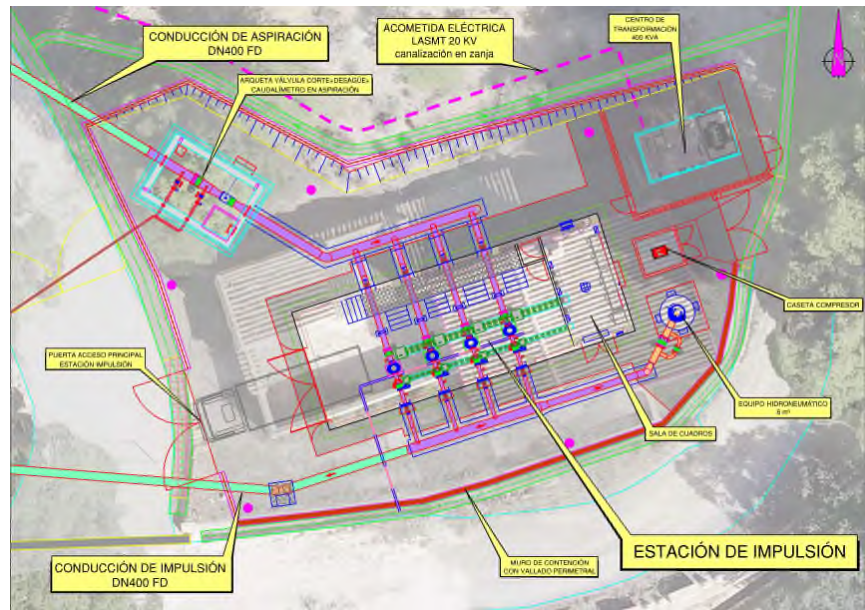 CONDUCCIÓN DE ASPIRACIÓN
DN400 FD
ACOMETIDA ELÉCTRICA
LASMT 20 KV
canalización en zanja
CENTRO DE
TRANSFORMACIÓN
400 KVA
N
ARQUETA VÁLVULA CORTE+DESAGÜE+
CAUDALÍMETRO EN ASPIRACIÓN
CASETA COMPRESOR
PUERTA ACCESO PRINCIPAL
ESTACIÓN IMPULSIÓN
EQUIPO HIDRONEUMÁTICO
8 m³
SALA DE CUADROS
ESTACIÓN DE IMPULSIÓN
CONDUCCIÓN DE IMPULSIÓN
DN400 FD
MURO DE CONTENCIÓN
CON VALLADO PERIMETRAL